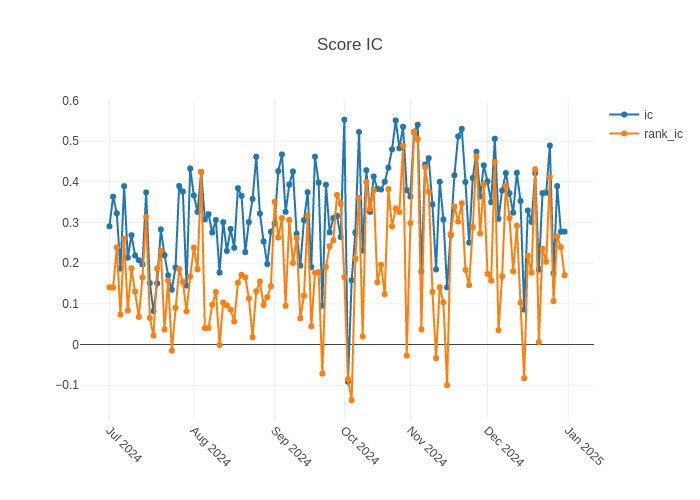 Score IC
0.6
0.5
0.4
0.3
0.2
0.1
0
−0.1
Jul 2024
Aug 2024
Sep 2024
Oct 2024
Nov 2024
Dec 2024
Jan 2025
ic
rank_ic